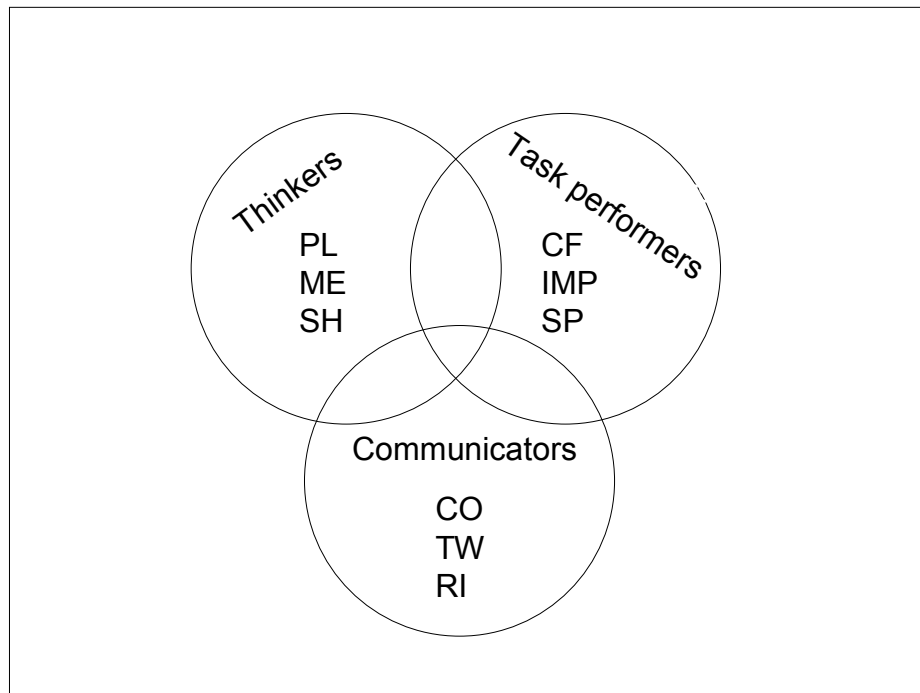 Thinkers
PL
ME
SH
Task performers
CF
IMP
SP
Communicators
CO
TW
RI